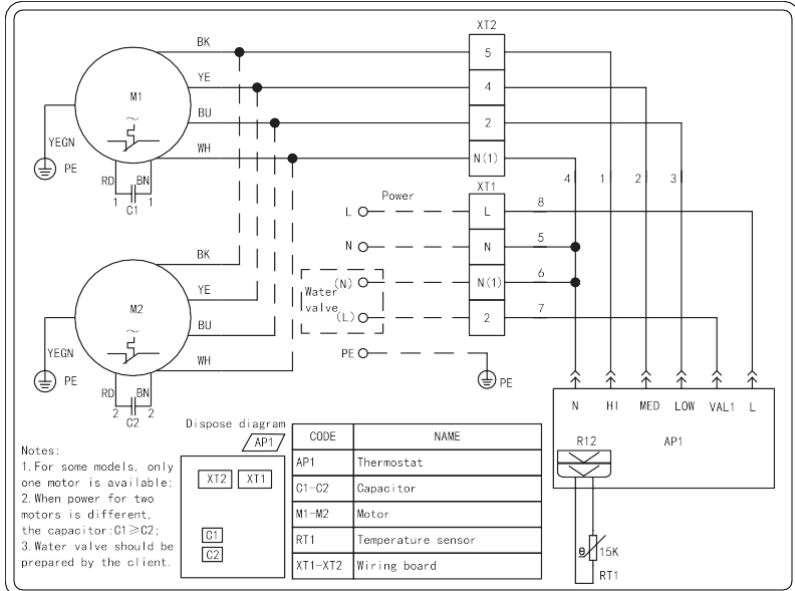 XT2
BK
5
YE
4
M1
BU
2
YEGN
WH
N(1)
PE
RD
BN
1
1
C1
4
1
2
3
XT1
Power
L
L
8
N
N
5
BK
(N)
N(1)
6
Water
valve
YE
M2
(L)
2
7
BU
YEGN
WH
PE
PE
PE
RD
BN
2
2
C2
N HI MED LOW VAL1 L
R12
AP1
15K
θ
RT1
Dispose diagram
AP1
XT2 XT1
C1
C2
CODE NAME
AP1 Thermostat
C1-C2 Capacitor
M1-M2 Motor
RT1 Temperature sensor
XT1-XT2 Wiring board
Notes:
1.For some models, only
one motor is available;
2.When power for two
motors is different,
the capacitor:C1≥C2;
3.Water valve should be
prepared by the client.